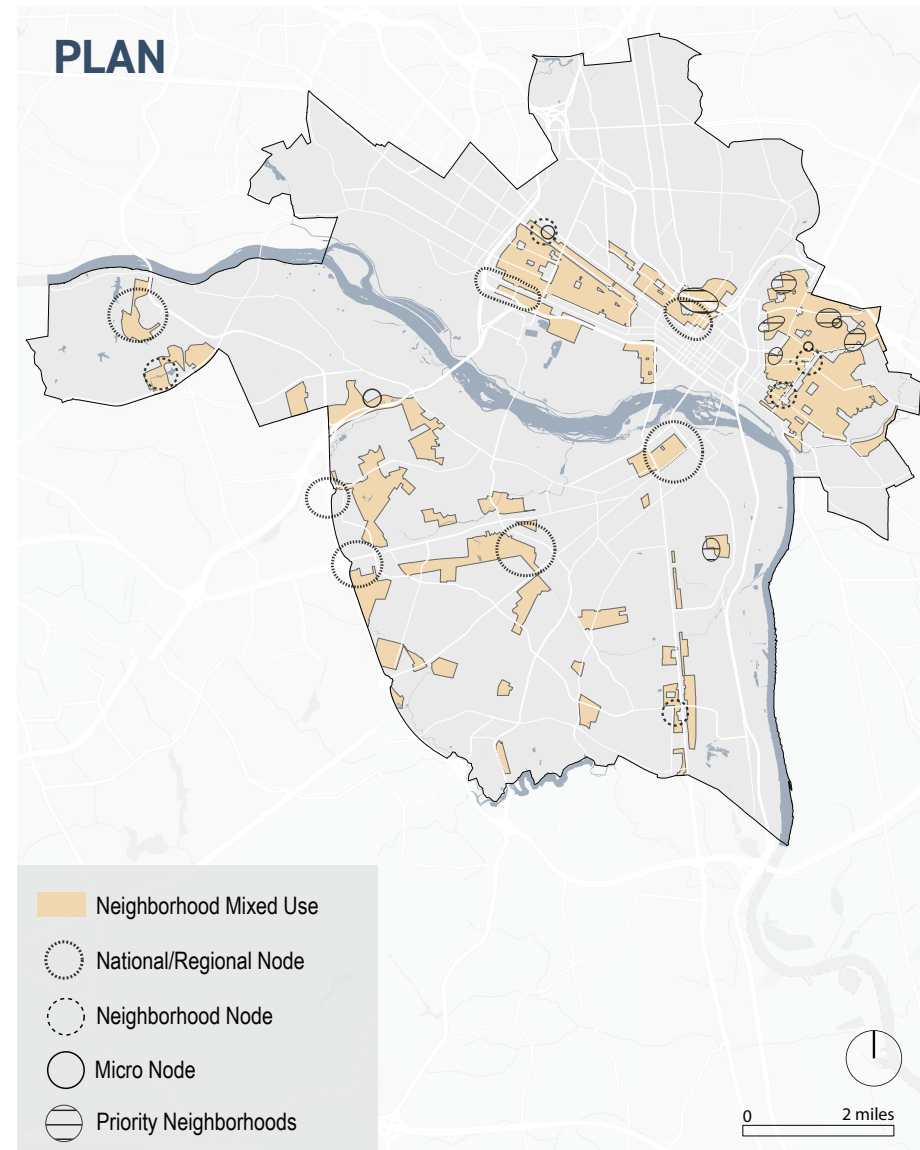 PLAN
Neighborhood Mixed Use
National/Regional Node
Neighborhood Node
Micro Node
Priority Neighborhoods
0 2 miles